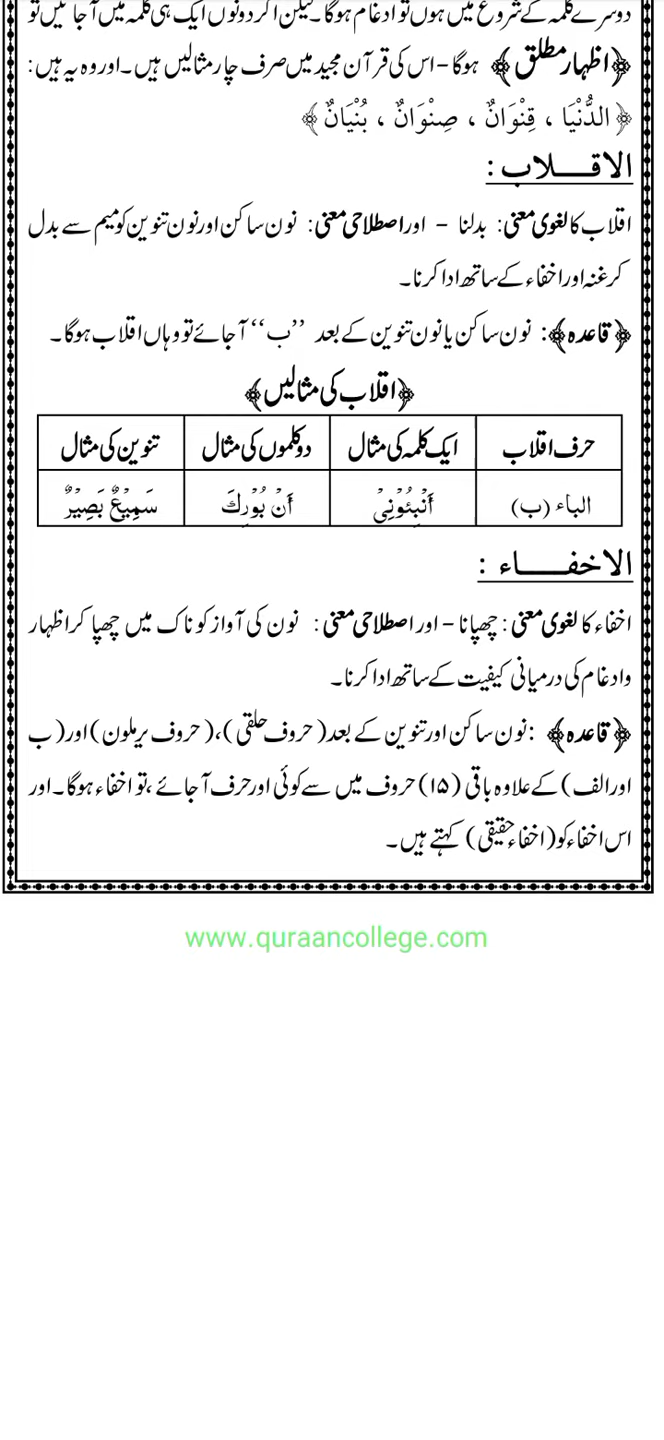 دوسرے کلمہ کے شروع میں ہوں تو ادغام ہوگا۔ لیکن اگر دونوں ایک ہی کلمہ میں آجائیں تو
﴿اظہار مطلق﴾ ہوگا - اس کی قرآن مجید میں صرف چار مثالیں ہیں۔ اور وہ یہ ہیں:
﴿ الدُّنْيَا ، قِنْوَانٌ ، صِنْوَانٌ ، بُنْيَانٌ ﴾
الاقـــلاب :
اقلاب کا لغوی معنی: بدلنا - اور اصطلاحی معنی: نون ساکن اور نون تنوین کو میم سے بدل
کر غنہ اور اخفاء کے ساتھ ادا کرنا۔
﴿قاعدہ﴾: نون ساکن یا نون تنوین کے بعد ’’ب‘‘ آجائے تو وہاں اقلاب ہوگا۔
﴿اقلاب کی مثالیں﴾
حرف اقلاب ایک کلمہ کی مثال دو کلموں کی مثال تنوین کی مثال
الباء (ب) أَنْبِئُونِيْ أَنْ بُوْرِكَ سَمِيْعٌ بَصِيْرٌ
الاخفـــاء :
اخفاء کا لغوی معنی: چھپانا - اور اصطلاحی معنی: نون کی آواز کو ناک میں چھپا کر اظہار
وادغام کی درمیانی کیفیت کے ساتھ ادا کرنا۔
﴿قاعدہ﴾ :نون ساکن اور تنوین کے بعد (حروف حلقی)، (حروف یرملون) اور (ب
اور الف) کے علاوہ باقی (۱۵) حروف میں سے کوئی اور حرف آجائے ،تو اخفاء ہوگا۔ اور
اس اخفاء کو (اخفاء حقیقی) کہتے ہیں۔
www.quraancollege.com